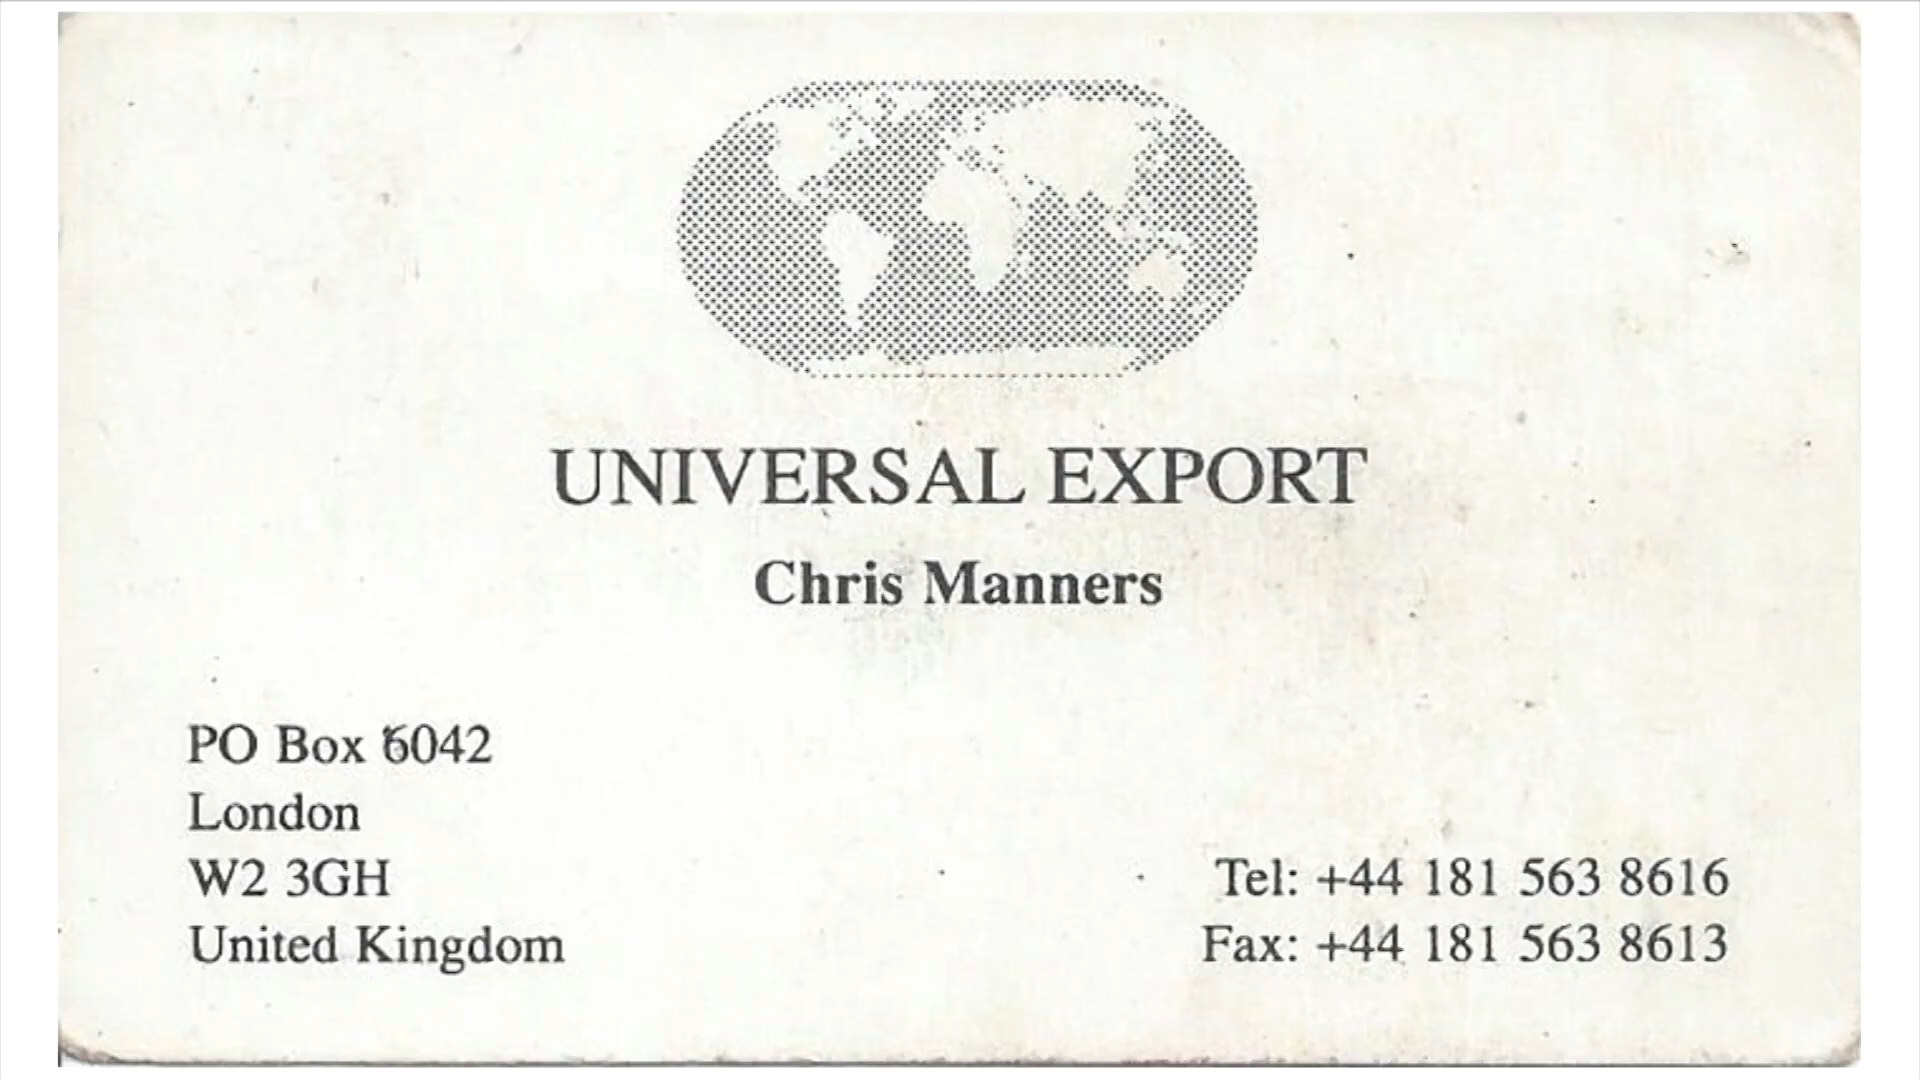 UNIVERSAL EXPORT
Chris Manners
PO Box 6042
London
W2 3GH
United Kingdom
Tel: +44 181 563 8616
Fax: +44 181 563 8613